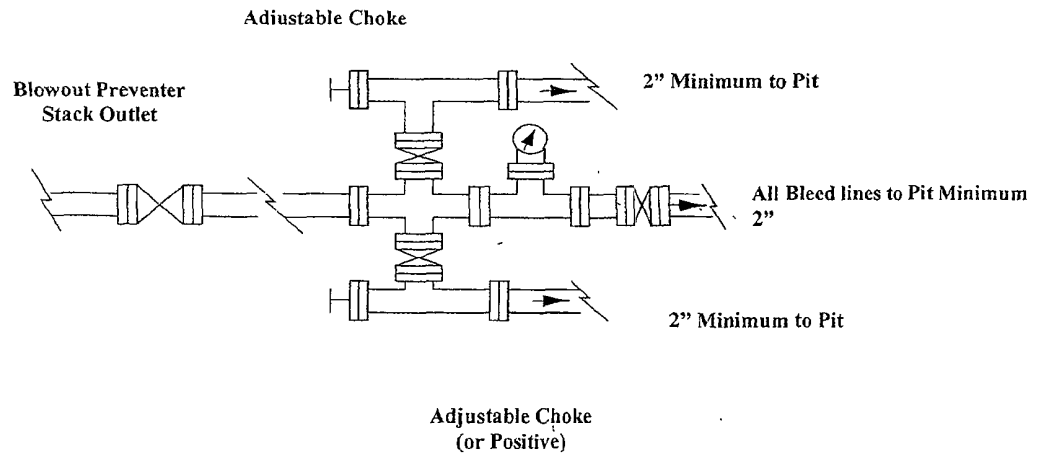 Adiustable Choke
Blowout Preventer
Stack Outlet
2” Minimum to Pit
All Bleed lines to Pit Minimum
2”
2” Minimum to Pit
Adjustable Choke
(or Positive)